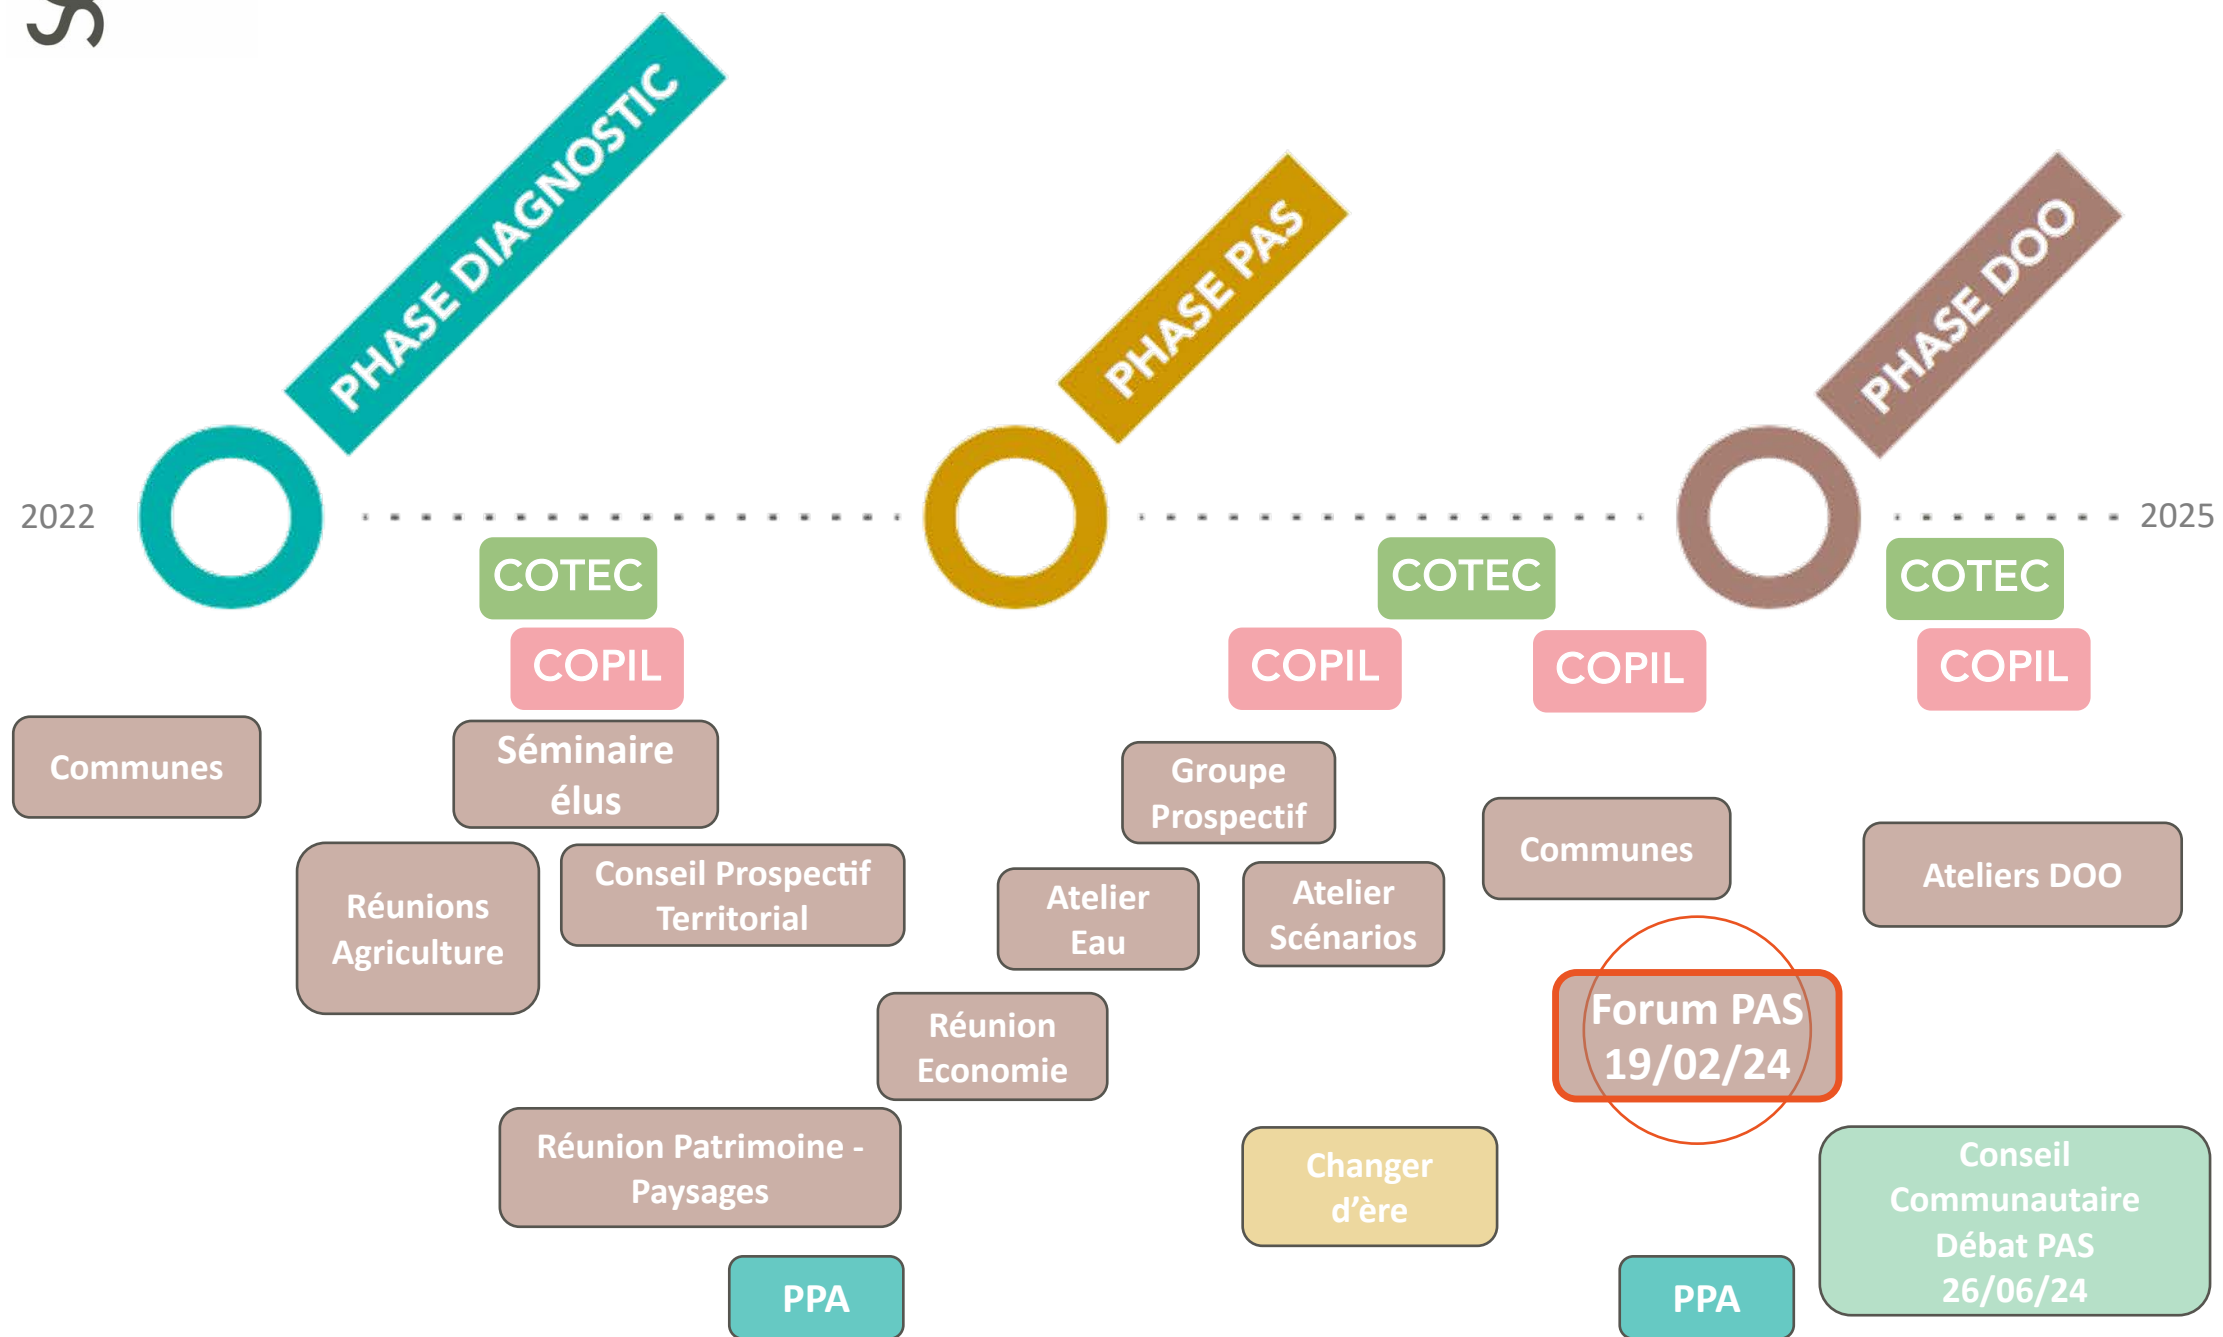 PHASE DIAGNOSTIC
PHASE PAS
PHASE DOO
2022
2025
COTEC
COTEC
COTEC
COPIL
COPIL
COPIL
COPIL
Communes
Séminaire
élus
Groupe
Prospectif
Communes
Ateliers DOO
Réunions
Agriculture
Conseil Prospectif
Territorial
Atelier
Eau
Atelier
Scénarios
Réunion
Economie
Forum PAS
19/02/24
Réunion Patrimoine -
Paysages
Changer
d’ère
Conseil
Communautaire
Débat PAS
26/06/24
PPA
PPA